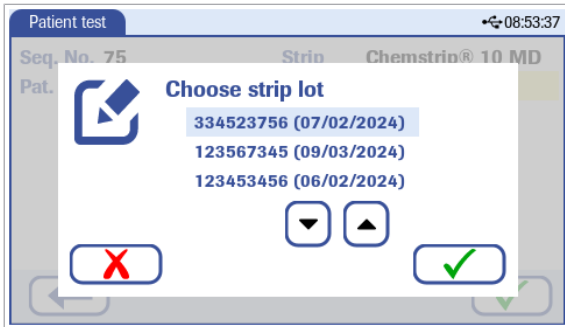 Patient test
08:53:37
Seq. No. 75
Strip
Chemstrip® 10 MD
Pat.
Choose strip lot
334523756 (07/02/2024)
123567345 (09/03/2024)
123453456 (06/02/2024)